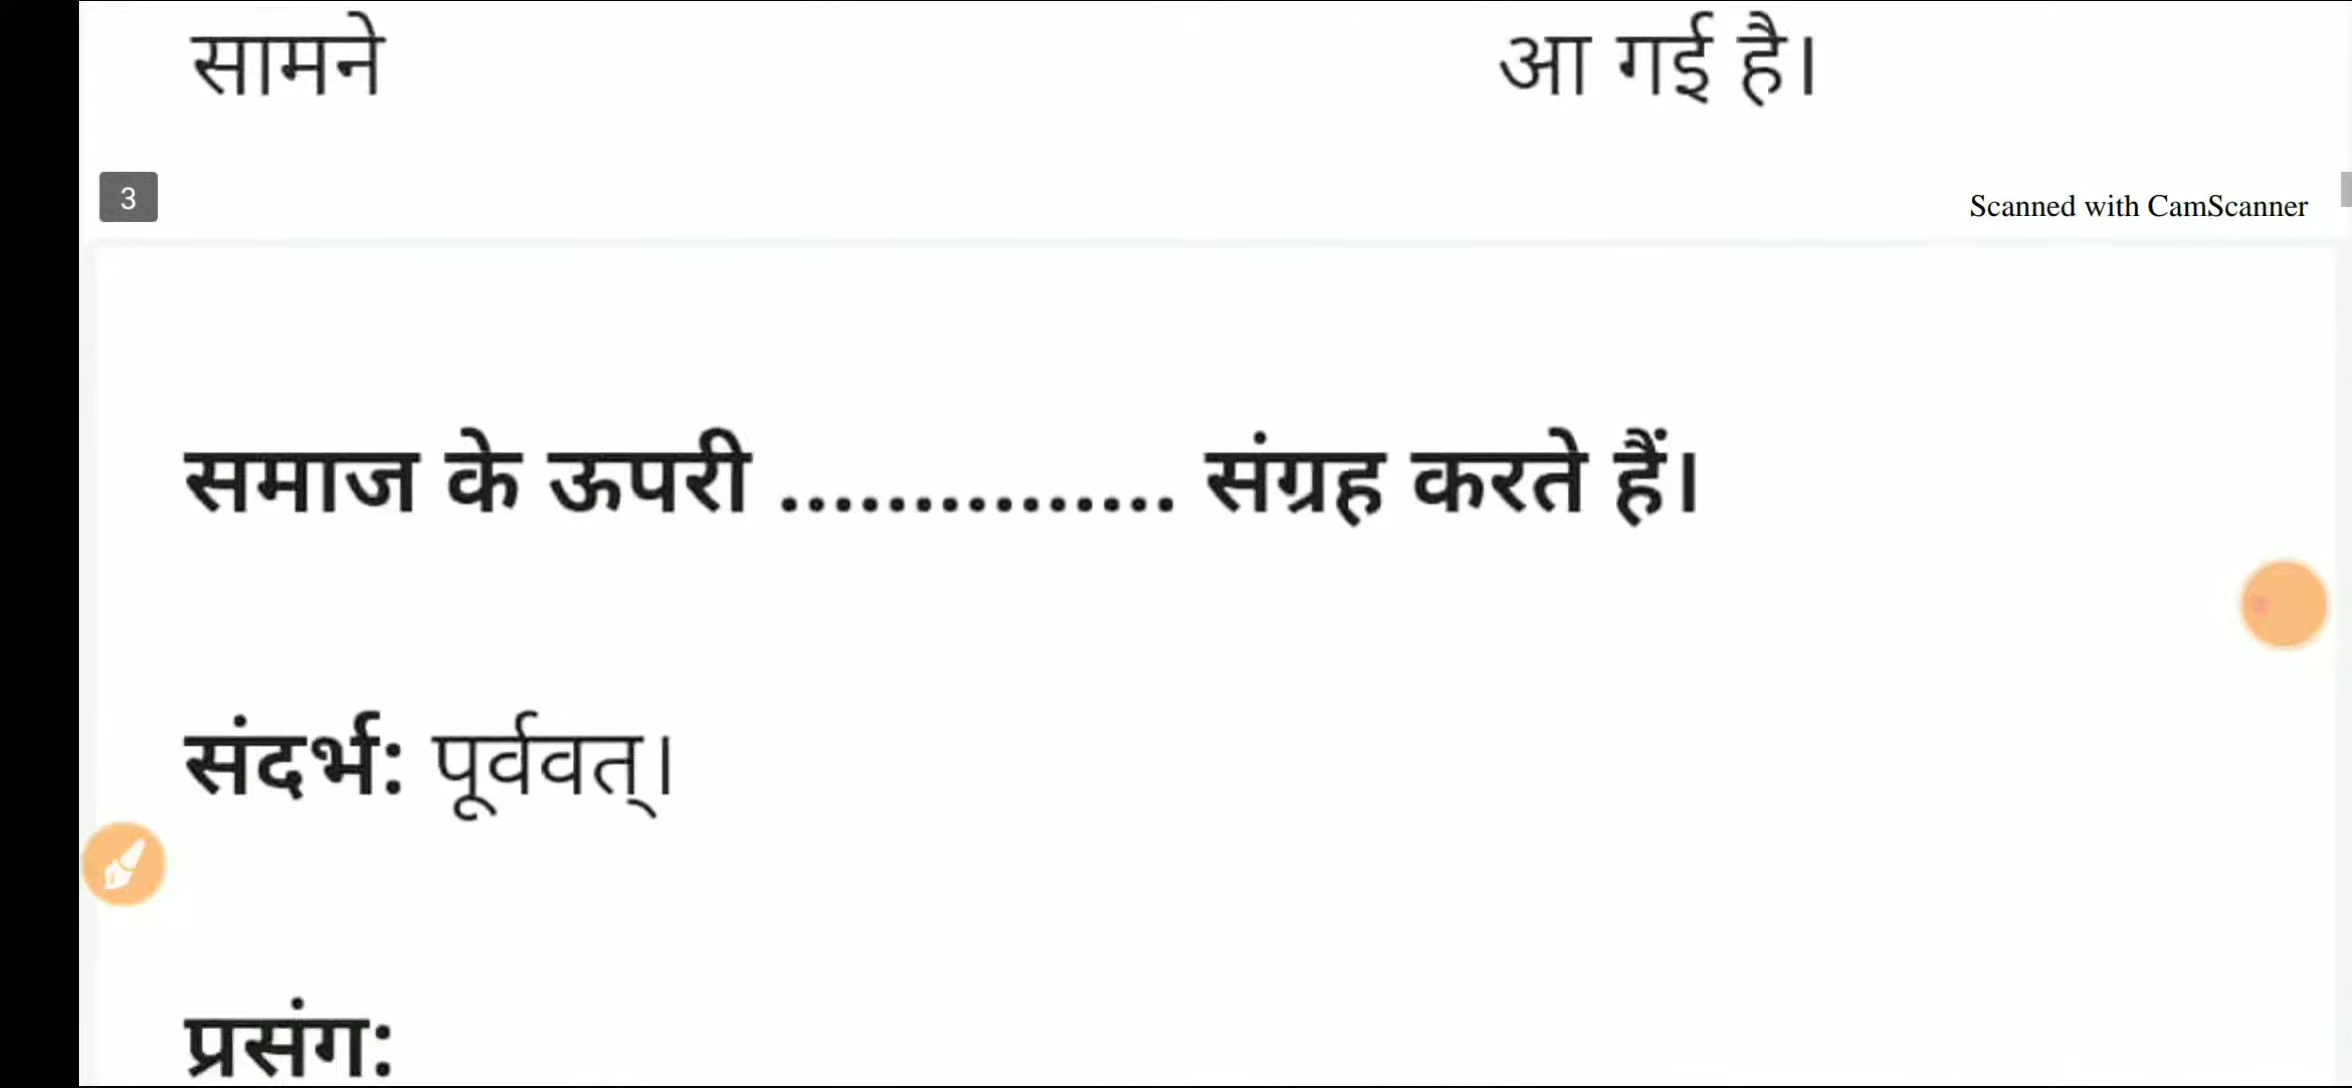 सामने आ गई है।
3
Scanned with CamScanner
समाज के ऊपरी ............... संग्रह करते हैं।
संदर्भ: पूर्ववत्।
प्रसंग: